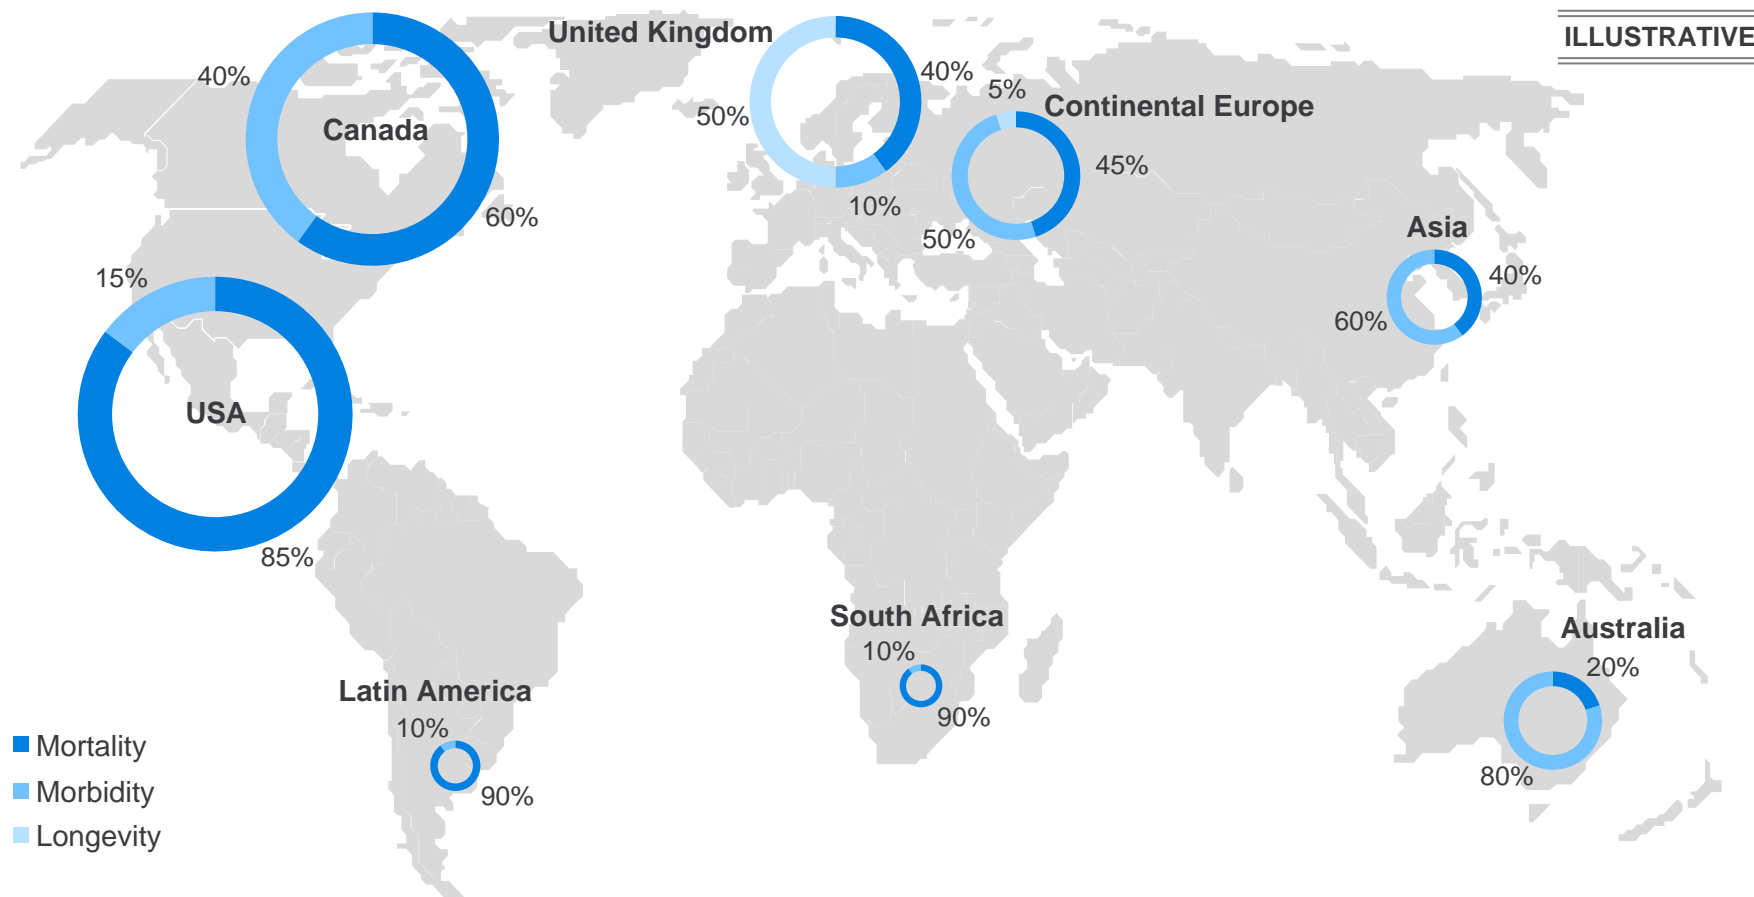 ILLUSTRATIVE
United Kingdom
40%
50%
10%
Canada
40%
60%
5%
Continental Europe
45%
50%
Asia
40%
60%
15%
USA
85%
South Africa
10%
90%
Australia
20%
80%
Latin America
10%
90%
Mortality
Morbidity
Longevity